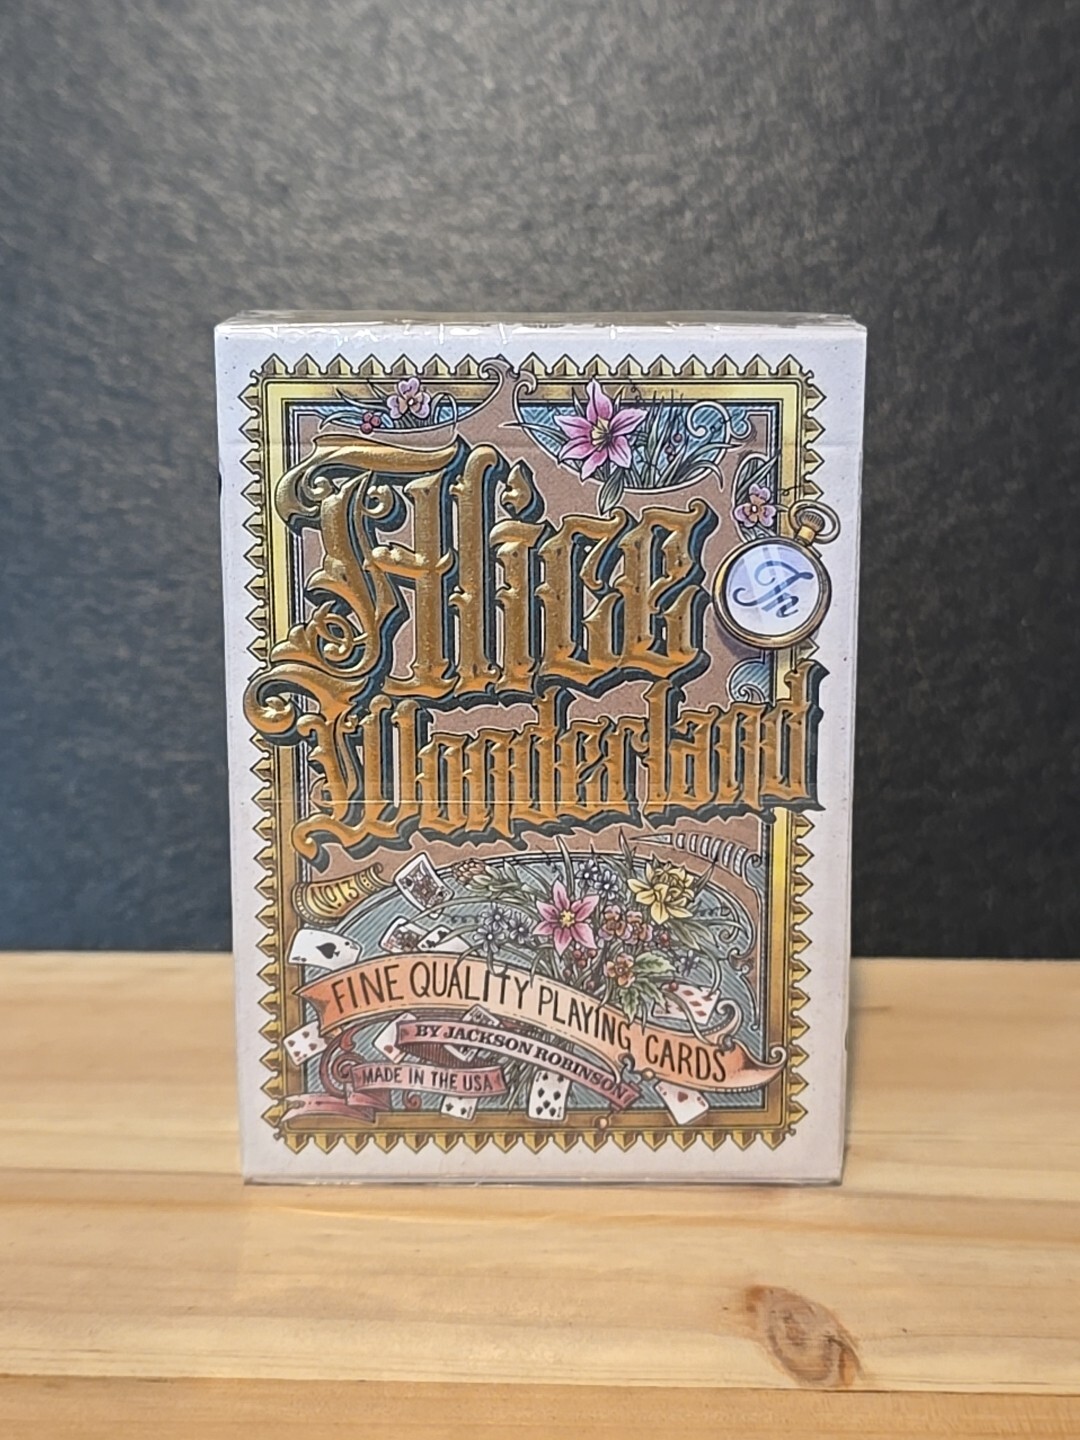 Alice
In
Wonderland
FINE QUALITY PLAYING CARDS
BY JACKSON ROBINSON
MADE IN THE USA